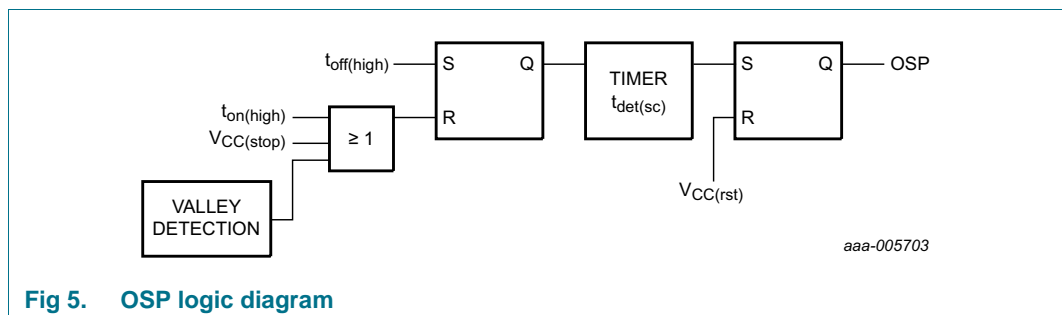 toff(high)
S
Q
TIMER
tdet(sc)
S
Q
OSP
ton(high)
VCC(stop)
≥ 1
R
R
VALLEY
DETECTION
VCC(rst)
aaa-005703
Fig 5. OSP logic diagram